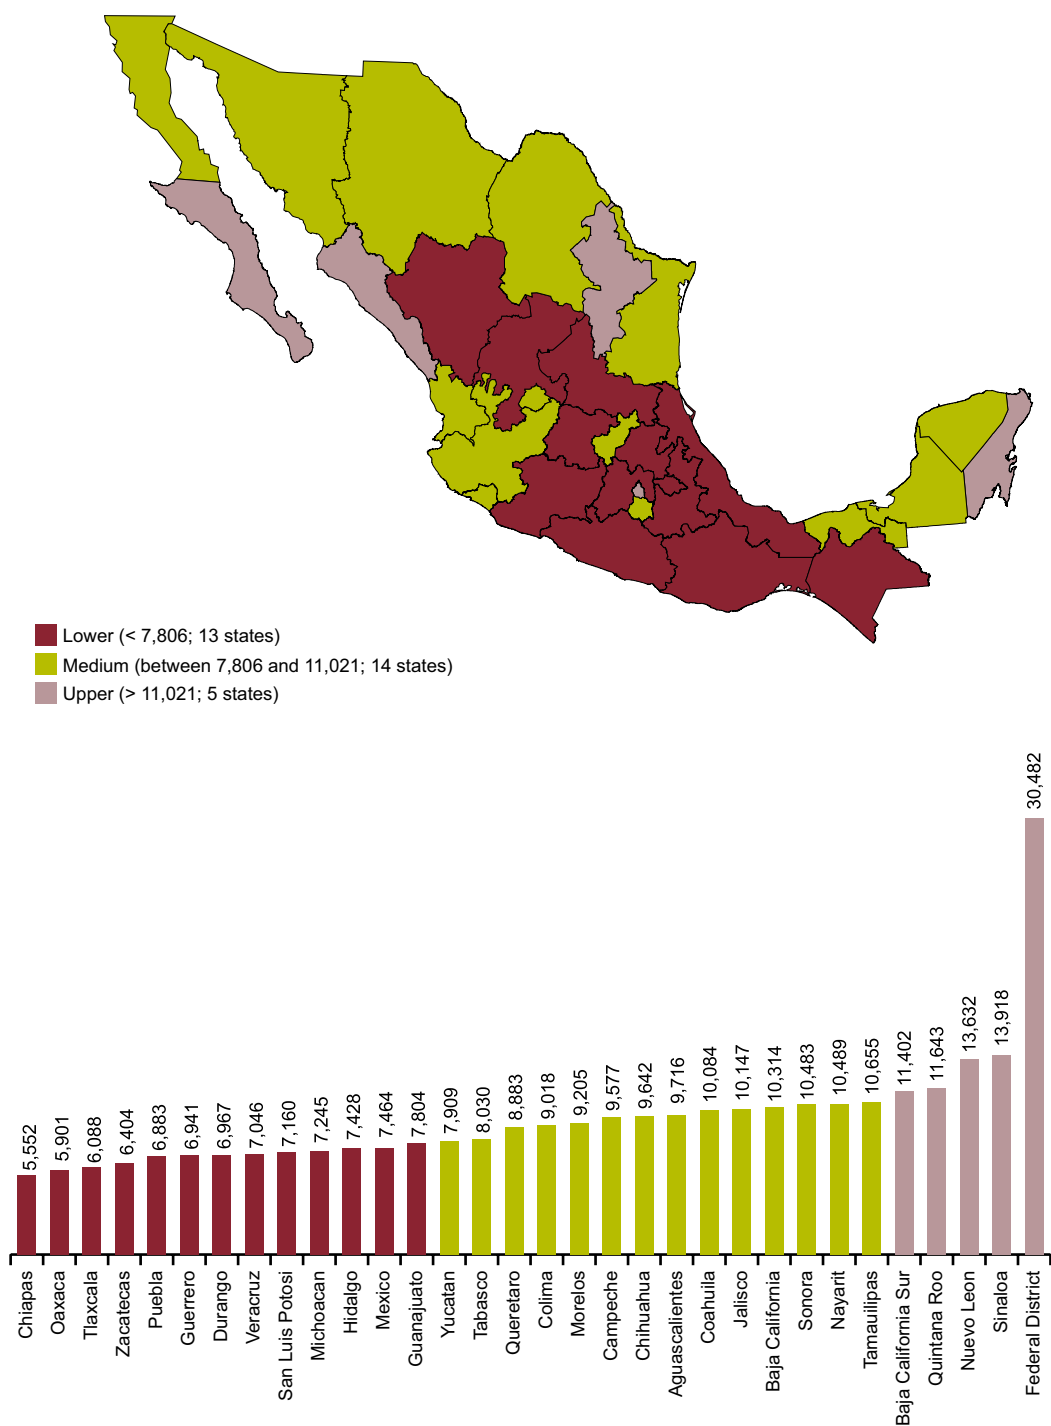 Lower (< 7,806; 13 states)
Medium (between 7,806 and 11,021; 14 states)
Upper (> 11,021; 5 states)
5,552
5,901
6,088
6,404
6,883
6,941
6,967
7,046
7,160
7,245
7,428
7,464
7,804
7,909
8,030
8,883
9,018
9,205
9,577
9,642
9,716
10,084
10,147
10,314
10,483
10,489
10,655
11,402
11,643
13,632
13,918
30,482
Chiapas
Oaxaca
Tlaxcala
Zacatecas
Puebla
Guerrero
Durango
Veracruz
San Luis Potosi
Michoacan
Hidalgo
Mexico
Guanajuato
Yucatan
Tabasco
Queretaro
Colima
Morelos
Campeche
Chihuahua
Aguascalientes
Coahuila
Jalisco
Baja California
Sonora
Nayarit
Tamauilipas
Baja California Sur
Quintana Roo
Nuevo Leon
Sinaloa
Federal District